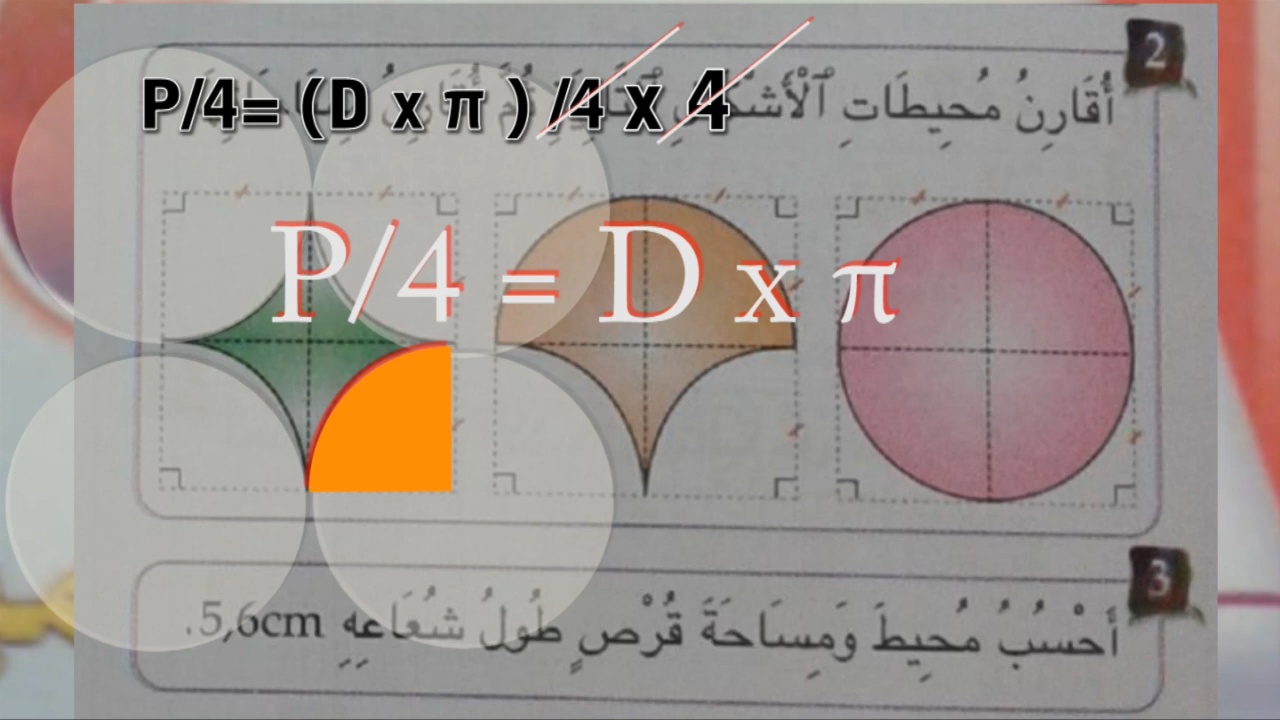 2
P/4= (D x π ) /4 x 4
أُقَارِنُ مُحِيطَاتِ ٱلْأَشْكَالِ
P/4 = D x π
3
أَحْسُبُ مُحِيطَ وَمِسَاحَةَ قُرْصٍ طُولُ شُعَاعِهِ 5,6cm.